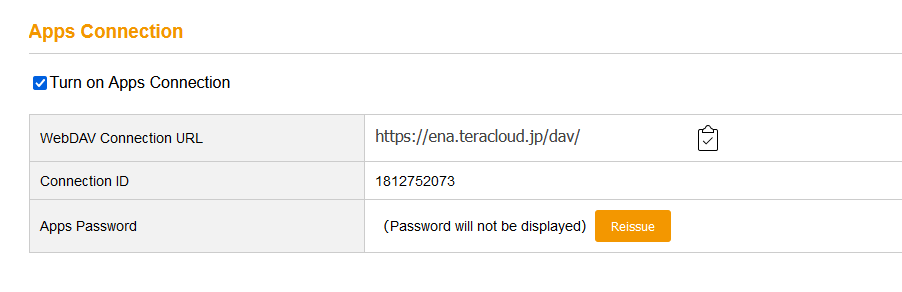 Apps Connection
Turn on Apps Connection
WebDAV Connection URL https://ena.teracloud.jp/dav/
Connection ID 1812752073
Apps Password （Password will not be displayed） Reissue